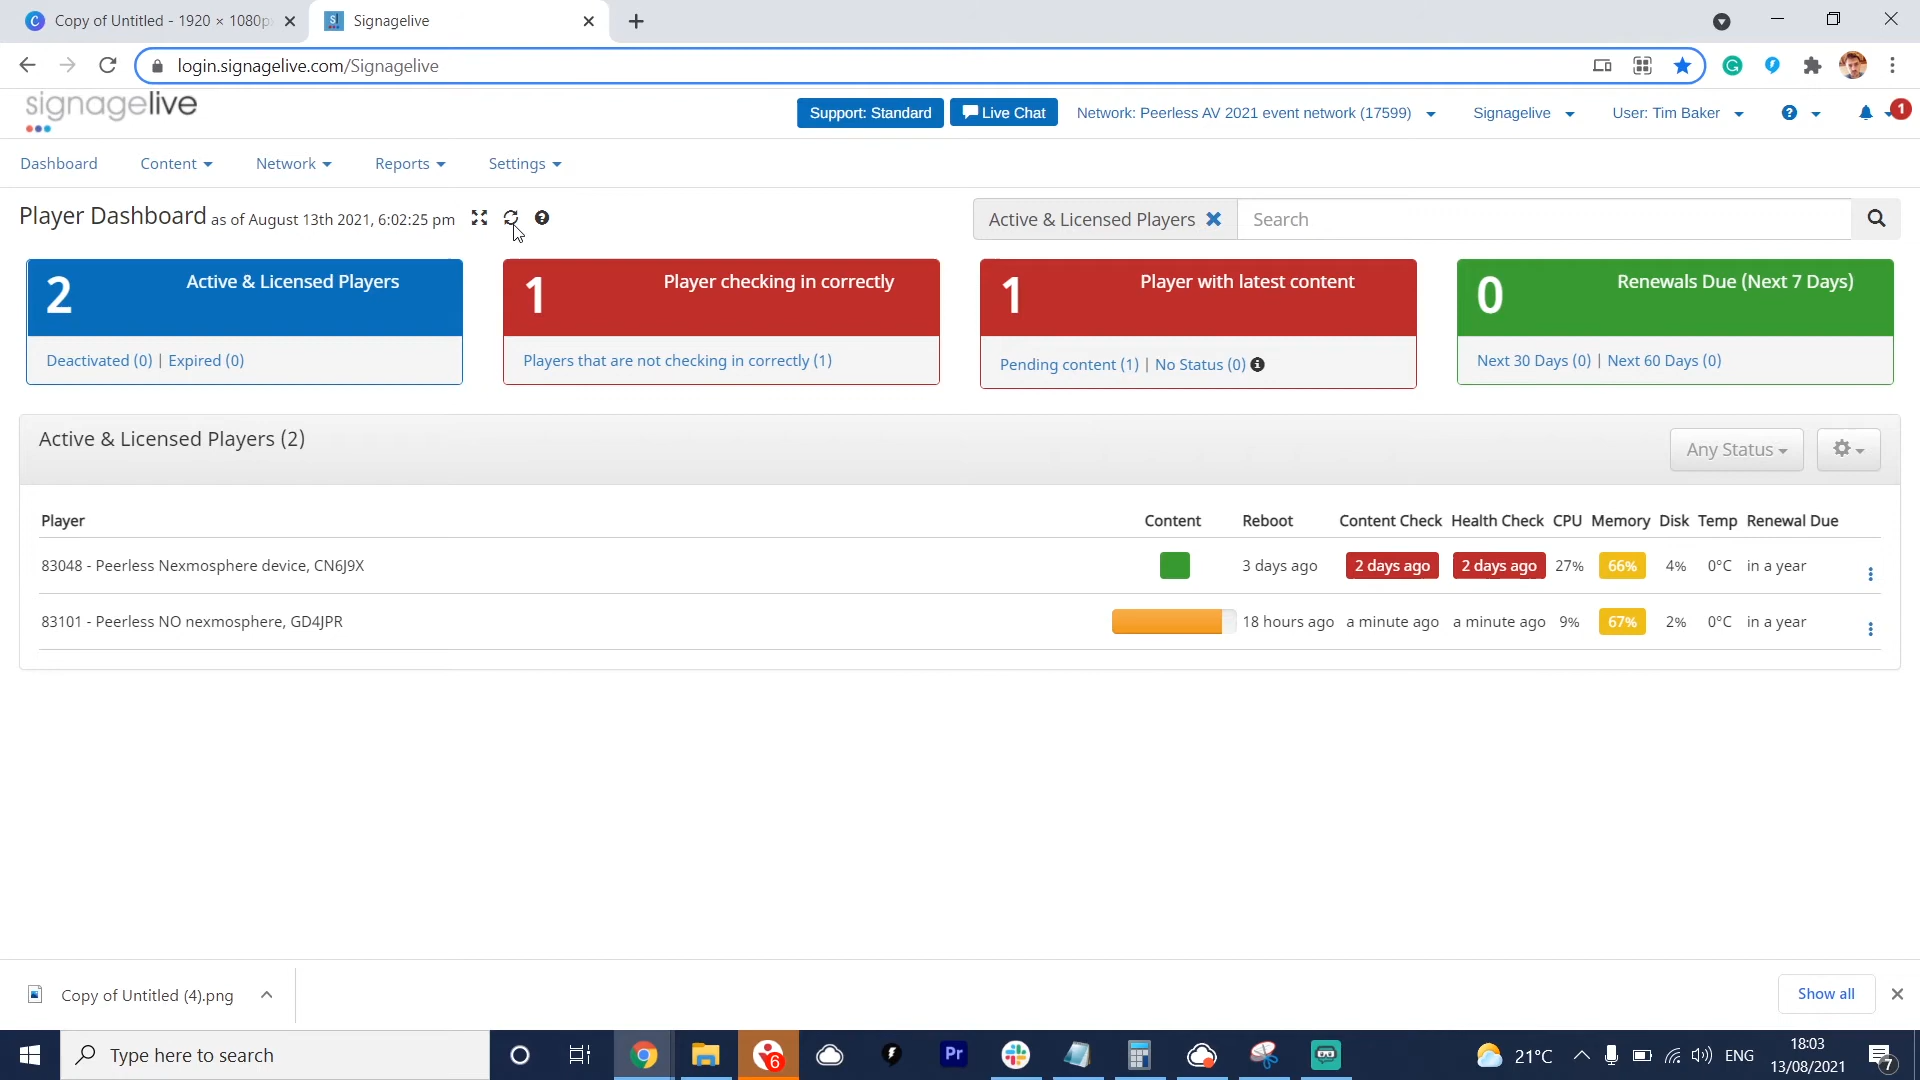 Copy of Untitled - 1920 × 1080p
Signagelive
login.signagelive.com/Signagelive
signagelive
Support: Standard
Live Chat
Network: Peerless AV 2021 event network (17599)
Signagelive
User: Tim Baker
1
Dashboard
Content
Network
Reports
Settings
Player Dashboard as of August 13th 2021, 6:02:25 pm
Active & Licensed Players
Search
2 Active & Licensed Players
Deactivated (0) | Expired (0)
1 Player checking in correctly
Players that are not checking in correctly (1)
1 Player with latest content
Pending content (1) | No Status (0)
0 Renewals Due (Next 7 Days)
Next 30 Days (0) | Next 60 Days (0)
Active & Licensed Players (2)
Any Status
Player Content Reboot Content Check Health Check CPU Memory Disk Temp Renewal Due
83048 - Peerless Nexmosphere device, CN6J9X 3 days ago 2 days ago 2 days ago 27% 66% 4% 0°C in a year
83101 - Peerless NO nexmosphere, GD4JPR 18 hours ago a minute ago a minute ago 9% 67% 2% 0°C in a year
Copy of Untitled (4).png
Show all
Type here to search
6
Pr
21°C
ENG
18:03
13/08/2021
7